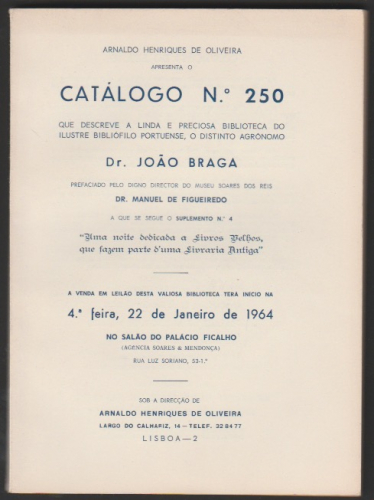 ARNALDO HENRIQUES DE OLIVEIRA
APRESENTA O
CATÁLOGO N.º 250
QUE DESCREVE A LINDA E PRECIOSA BIBLIOTECA DO
ILUSTRE BIBLIÓFILO PORTUENSE, O DISTINTO AGRÓNOMO
Dr. JOÃO BRAGA
PREFACIADO PELO DIGNO DIRECTOR DO MUSEU SOARES DOS REIS
DR. MANUEL DE FIGUEIREDO
A QUE SE SEGUE O SUPLEMENTO N.º 4
"Uma noite dedicada a Livros Velhos,
que fazem parte d'uma Livraria Antiga"
A VENDA EM LEILÃO DESTA VALIOSA BIBLIOTECA TERÁ INÍCIO NA
4.ª feira, 22 de Janeiro de 1964
NO SALÃO DO PALÁCIO FICALHO
(AGENCIA SOARES & MENDONÇA)
RUA LUZ SORIANO, 53-1.º
SOB A DIRECÇÃO DE
ARNALDO HENRIQUES DE OLIVEIRA
LARGO DO CALHARIZ, 14 — TELEF. 32 84 77
LISBOA — 2